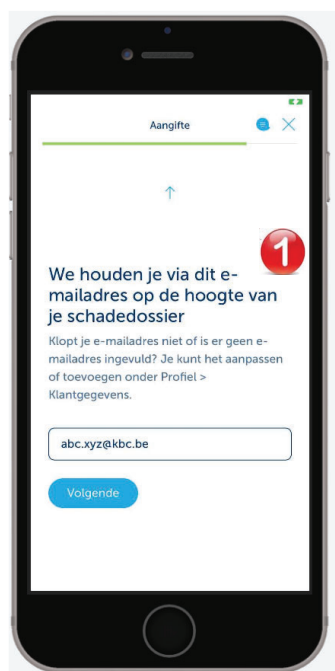 Aangifte
1
We houden je via dit e-
mailadres op de hoogte van
je schadedossier
Klopt je e-mailadres niet of is er geen e-
mailadres ingevuld? Je kunt het aanpassen
of toevoegen onder Profiel >
Klantgegevens.
abc.xyz@kbc.be
Volgende